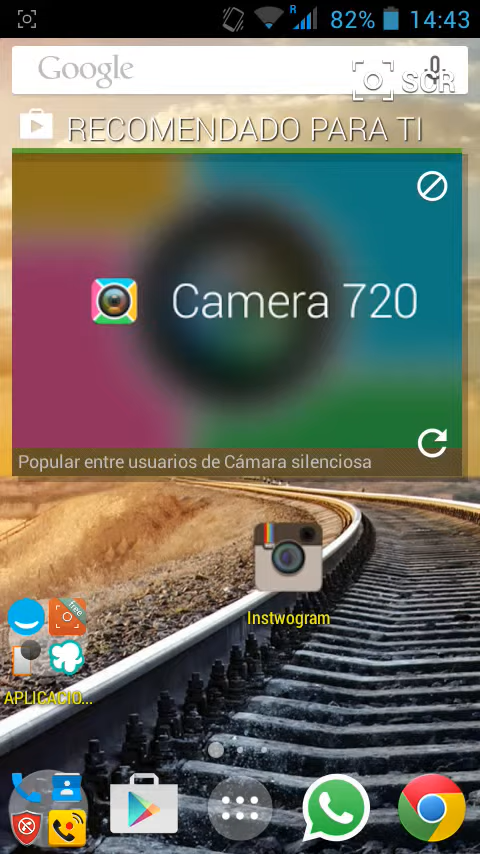 R
82% 14:43
Google
SCR
RECOMENDADO PARA TI
Camera 720
Popular entre usuarios de Cámara silenciosa
Instwogram
free
APLICACIO...